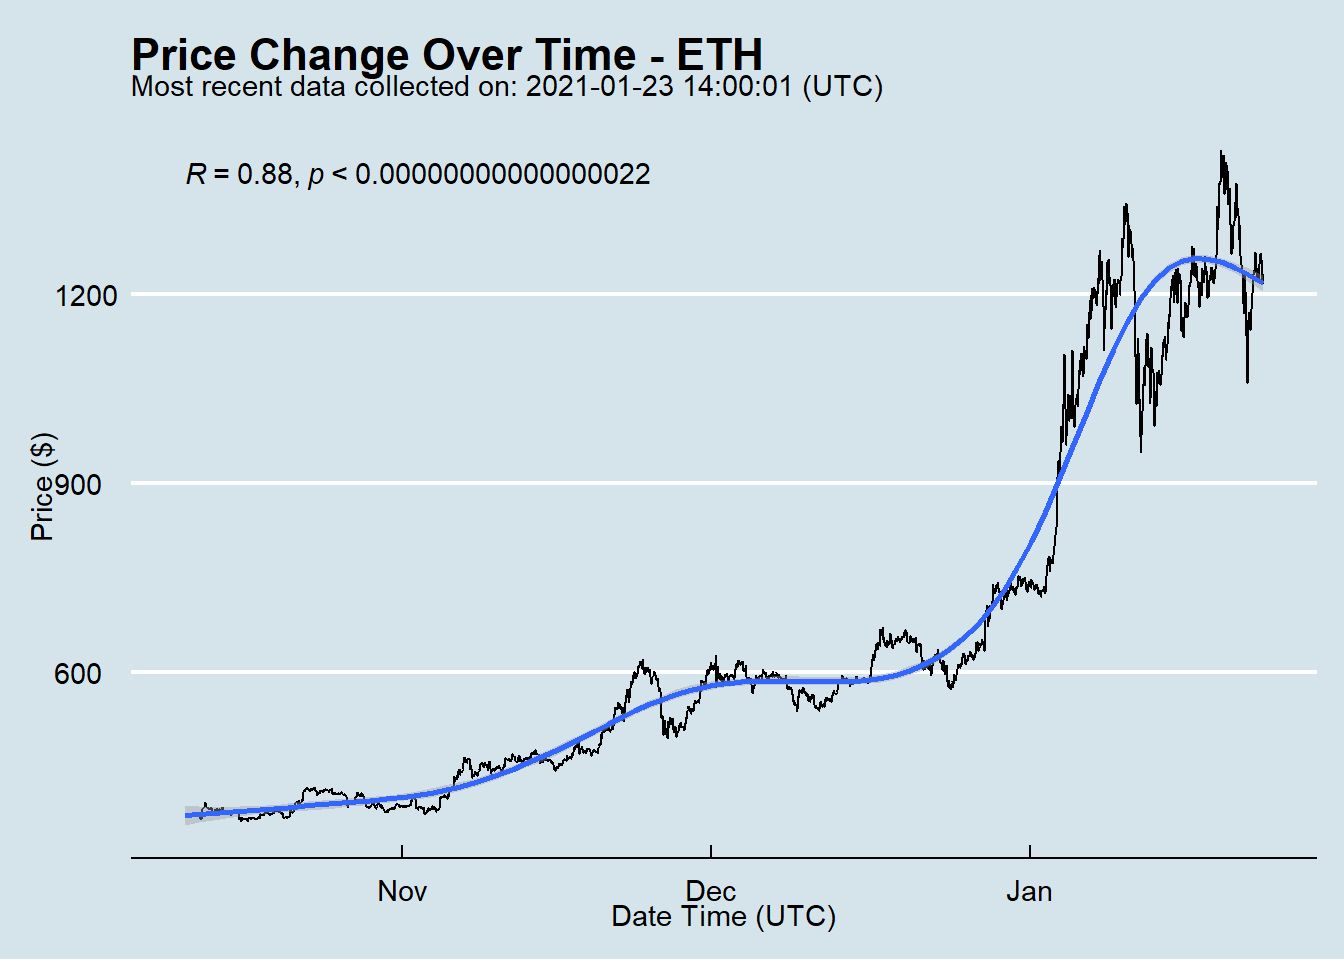 Price Change Over Time - ETH
Most recent data collected on: 2021-01-23 14:00:01 (UTC)
R = 0.88, p < 0.00000000000000022
1200
900
600
Price ($)
Nov
Dec
Jan
Date Time (UTC)